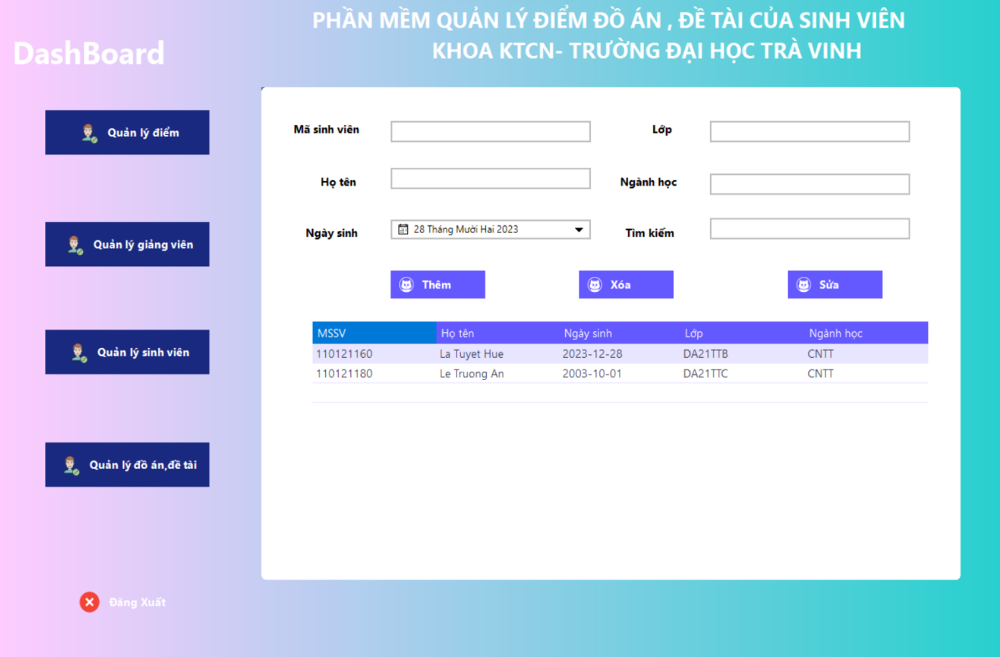 PHẦN MỀM QUẢN LÝ ĐIỂM ĐỒ ÁN , ĐỀ TÀI CỦA SINH VIÊN
KHOA KTCN- TRƯỜNG ĐẠI HỌC TRÀ VINH
DashBoard
Quản lý điểm
Quản lý giảng viên
Quản lý sinh viên
Quản lý đồ án,đề tài
Đăng Xuất
Mã sinh viên
Lớp
Họ tên
Ngành học
Ngày sinh
28 Tháng Mười Hai 2023
Tìm kiếm
Thêm
Xóa
Sửa
MSSV Họ tên Ngày sinh Lớp Ngành học
110121160 La Tuyet Hue 2023-12-28 DA21TTB CNTT
110121180 Le Truong An 2003-10-01 DA21TTC CNTT